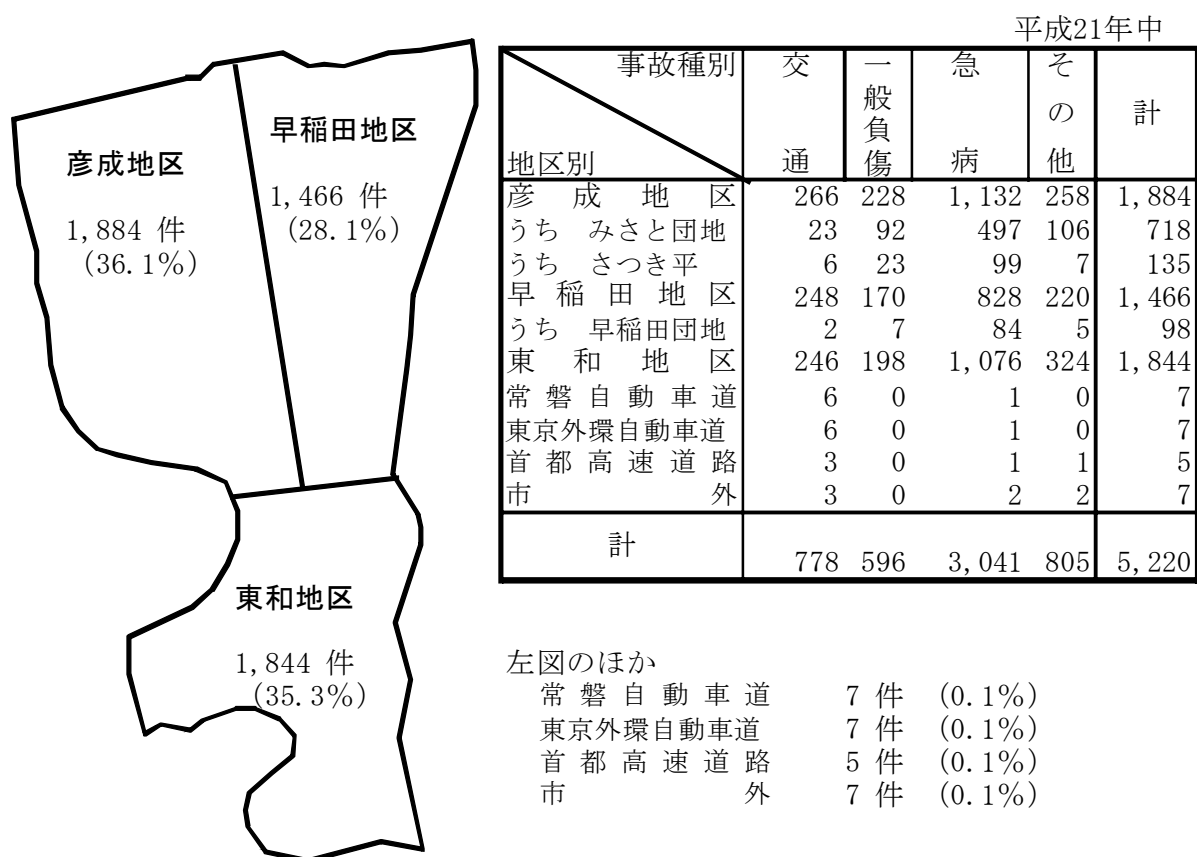 平成21年中
彦成地区
1,884 件
(36.1%)
早稲田地区
1,466 件
(28.1%)
東和地区
1,844 件
(35.3%)
事故種別 交通 一般負傷 急病 その他 計
地区別
彦成地区 266 228 1,132 258 1,884
うち みさと団地 23 92 497 106 718
うち さつき平 6 23 99 7 135
早稲田地区 248 170 828 220 1,466
うち 早稲田団地 2 7 84 5 98
東和地区 246 198 1,076 324 1,844
常磐自動車道 6 0 1 0 7
東京外環自動車道 6 0 1 0 7
首都高速道路 3 0 1 1 5
市外 3 0 2 2 7
計 778 596 3,041 805 5,220
左図のほか
常磐自動車道 7 件 (0.1%)
東京外環自動車道 7 件 (0.1%)
首都高速道路 5 件 (0.1%)
市外 7 件 (0.1%)